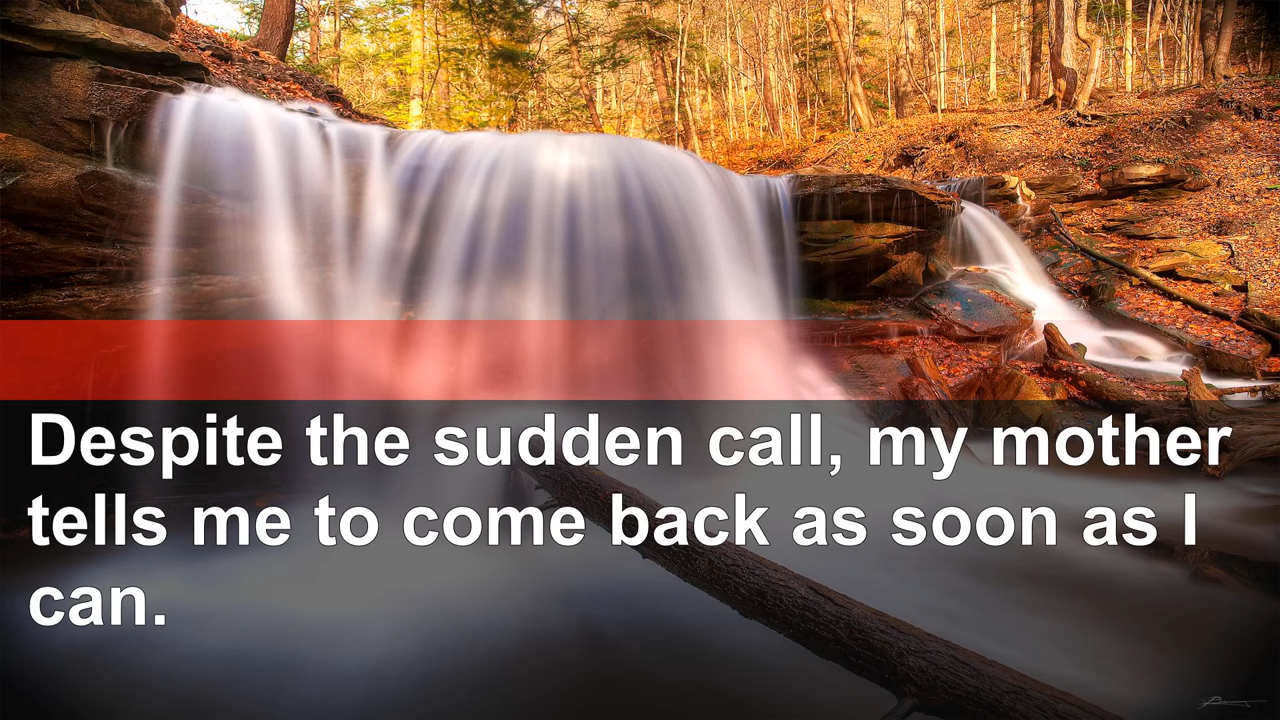 Despite the sudden call, my mother
tells me to come back as soon as I
can.